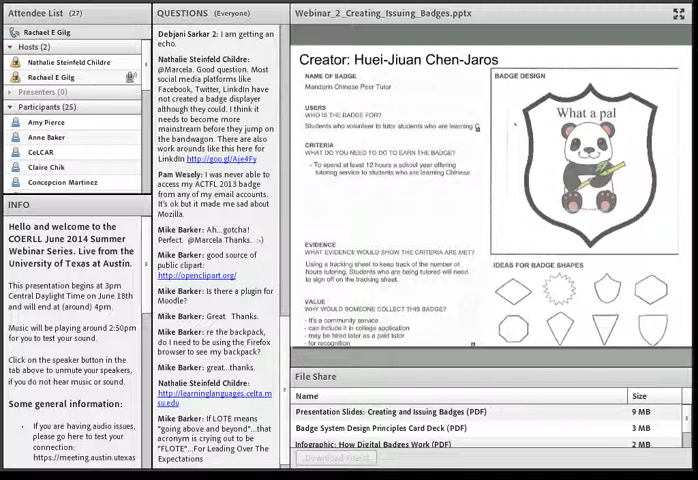 Attendee List (27)
Rachael E Gilg
Hosts (2)
Nathalie Steinfeld Childre
Rachael E Gilg
Presenters (0)
Participants (25)
Amy Pierce
Anne Baker
CeLCAR
Claire Chik
Concepcion Martinez
INFO
Hello and welcome to the
COERLL June 2014 Summer
Webinar Series. Live from the
University of Texas at Austin.
This presentation begins at 3pm
Central Daylight Time on June 18th
and will end at (around) 4pm.
Music will be playing around 2:50pm
for you to test your sound.
Click on the speaker button in the
tab above to unmute your speakers,
if you do not hear music or sound.
Some general information:
• If you are having audio issues,
please go here to test your
connection:
https://meeting.austin.utexas
QUESTIONS (Everyone)
Debjani Sarkar 2: I am getting an
echo.
Nathalie Steinfeld Childre:
@Marcela. Good question. Most
social media platforms like
Facebook, Twitter, LinkedIn have
not created a badge displayer
although they could. I think it
needs to become more
mainstream before they jump on
the bandwagon. There are also
work arounds like this here for
LinkdIn http://goo.gl/Aje4Fy
Pam Wesely: I was never able to
access my ACTFL 2013 badge
from any of my email accounts.
It's ok but it made me sad about
Mozilla.
Mike Barker: Ah...gotcha!
Perfect. @Marcela Thanks. :-)
Mike Barker: good source of
public clipart:
http://openclipart.org/
Mike Barker: Is there a plugin for
Moodle?
Mike Barker: Great. Thanks.
Mike Barker: re the backpack,
do I need to be using the Firefox
browser to see my backpack?
Mike Barker: great...thanks.
Nathalie Steinfeld Childre:
http://learninglanguages.celta.m
su.edu
Mike Barker: If LOTE means
"going above and beyond"...that
acronym is crying out to be
"FLOTE"...For Leading Over The
Expectations
Webinar_2_Creating_Issuing_Badges.pptx
Creator: Huei-Jiuan Chen-Jaros
NAME OF BADGE
Mandarin Chinese Peer Tutor
USERS
WHO IS THE BADGE FOR?
Students who volunteer to tutor students who are learning
CRITERIA
WHAT DO YOU NEED TO DO TO EARN THE BADGE?
- To spend at least 12 hours a school year offering
tutoring service to students who are learning Chinese
EVIDENCE
WHAT EVIDENCE WOULD SHOW THE CRITERIA ARE MET?
Using a tracking sheet to keep track of the number of
hours tutoring. Students who are being tutored will need
to sign off on the tracking sheet.
VALUE
WHY WOULD SOMEONE COLLECT THIS BADGE?
- It's a community service
- can include it in college application
- may be hired later as a paid tutor
- for recognition
BADGE DESIGN
What a pal
IDEAS FOR BADGE SHAPES
File Share
Name Size
Presentation Slides: Creating and Issuing Badges (PDF) 9 MB
Badge System Design Principles Card Deck (PDF) 3 MB
Infographic: How Digital Badges Work (PDF) 2 MB
Download File(s)